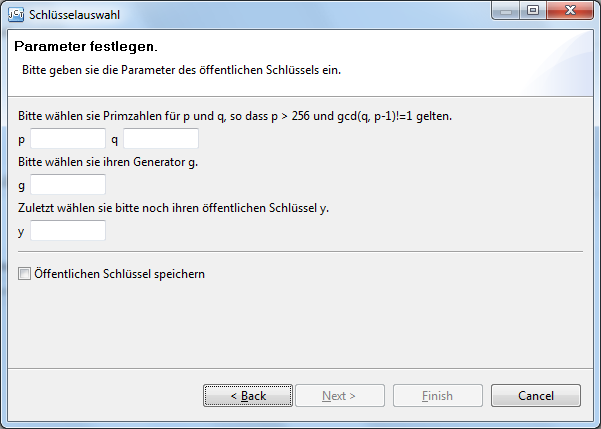 JCT Schlüsselauswahl
Parameter festlegen.
Bitte geben sie die Parameter des öffentlichen Schlüssels ein.
Bitte wählen sie Primzahlen für p und q, so dass p > 256 und gcd(q, p-1)!=1 gelten.
p q
Bitte wählen sie ihren Generator g.
g
Zuletzt wählen sie bitte noch ihren öffentlichen Schlüssel y.
y
Öffentlichen Schlüssel speichern
< Back Next > Finish Cancel